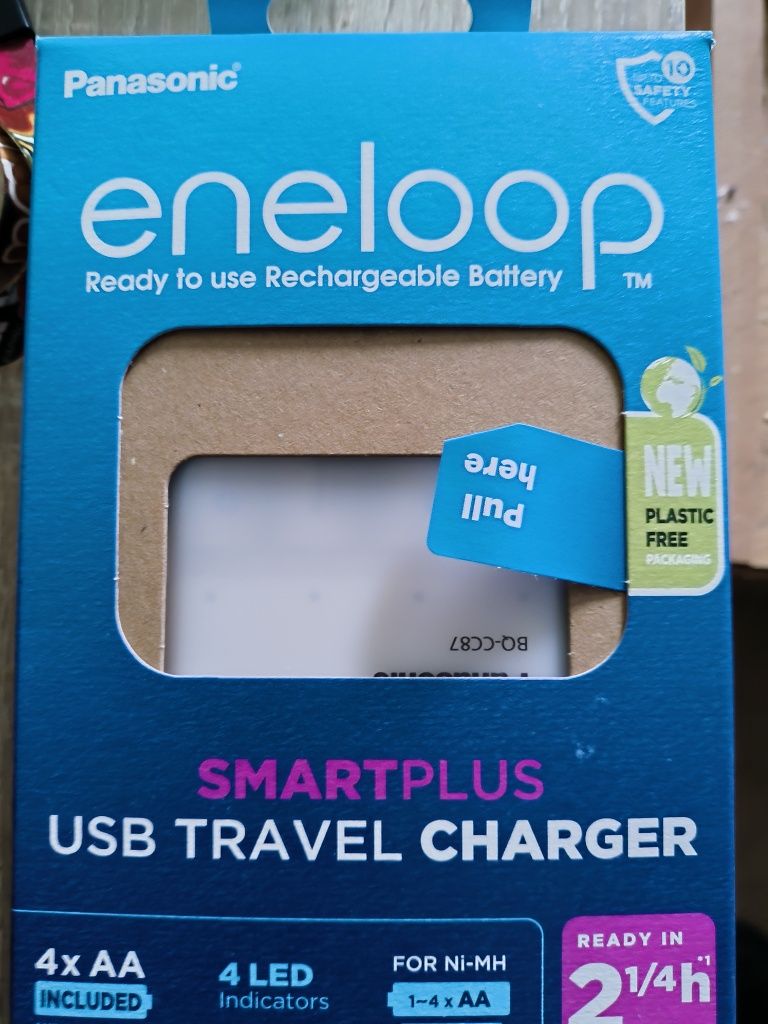 Panasonic®
UP TO 10
SAFETY
FEATURES
eneloop
Ready to use Rechargeable Battery ™
Pull
here
NEW
PLASTIC
FREE
PACKAGING
BQ-CC87
Panasonic
SMARTPLUS
USB TRAVEL CHARGER
4x AA
INCLUDED
4 LED
Indicators
FOR Ni-MH
1~4 x AA
READY IN
2 1/4h*1